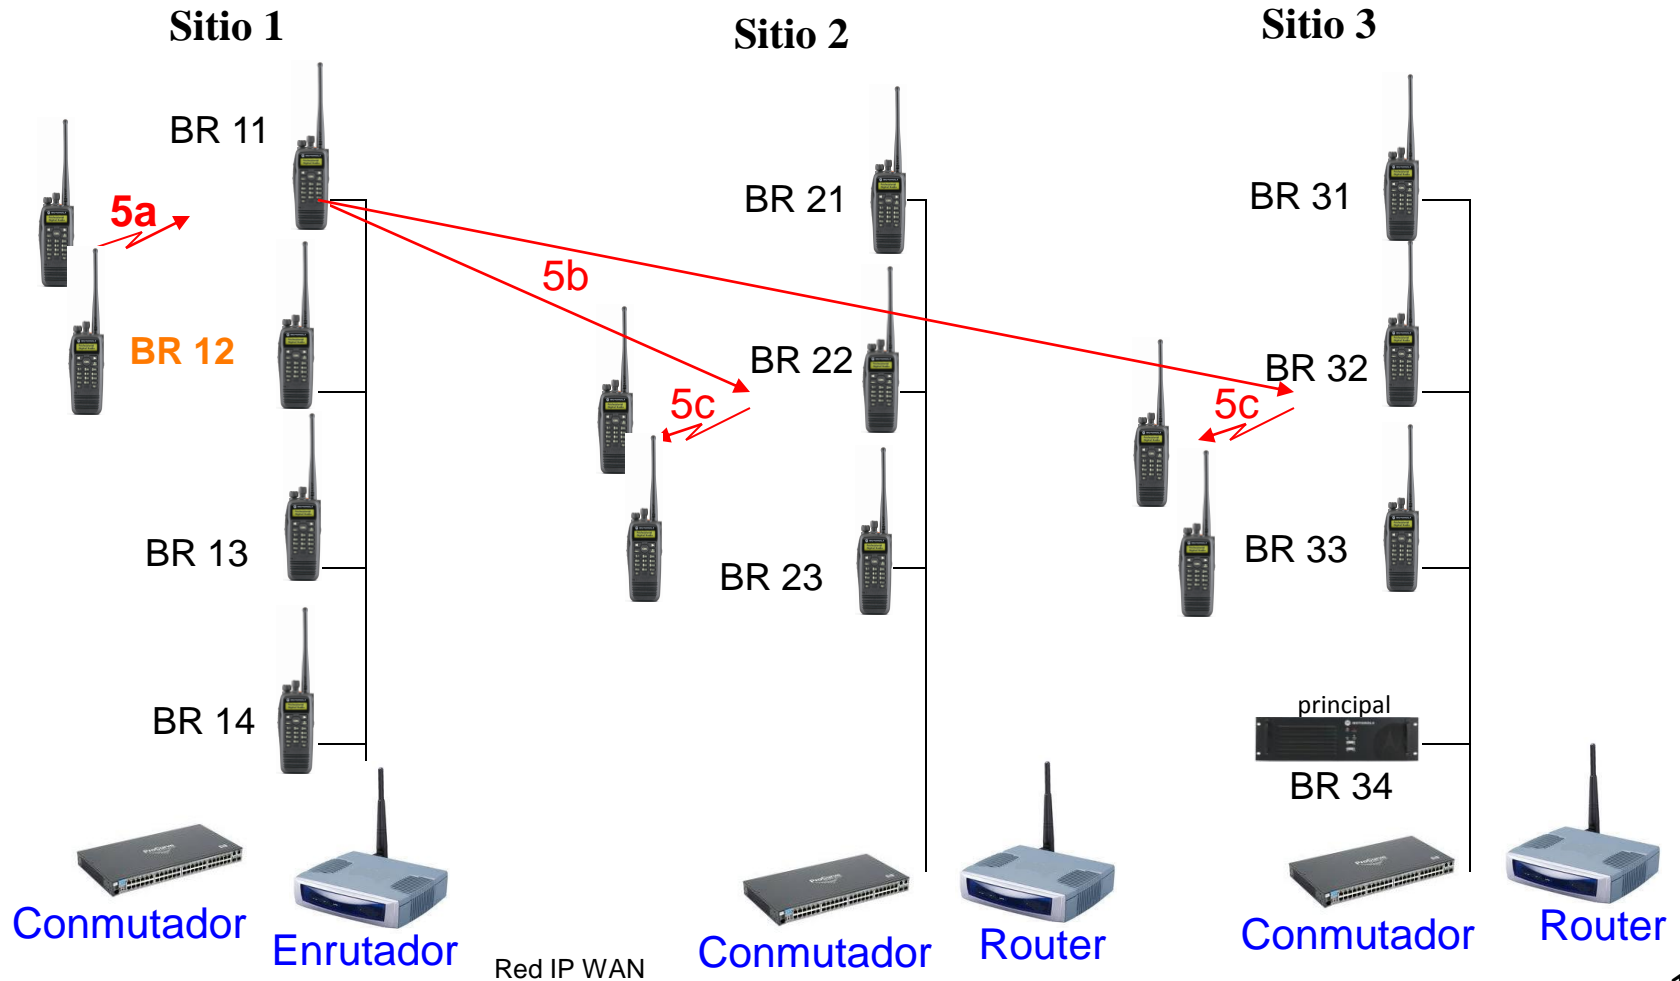 Sitio 1
Sitio 2
Sitio 3
BR 11
5a
BR 12
BR 13
BR 14
5b
BR 21
BR 22
5c
BR 23
BR 31
BR 32
5c
BR 33
principal
BR 34
Conmutador
Enrutador
Red IP WAN
Conmutador
Router
Conmutador
Router